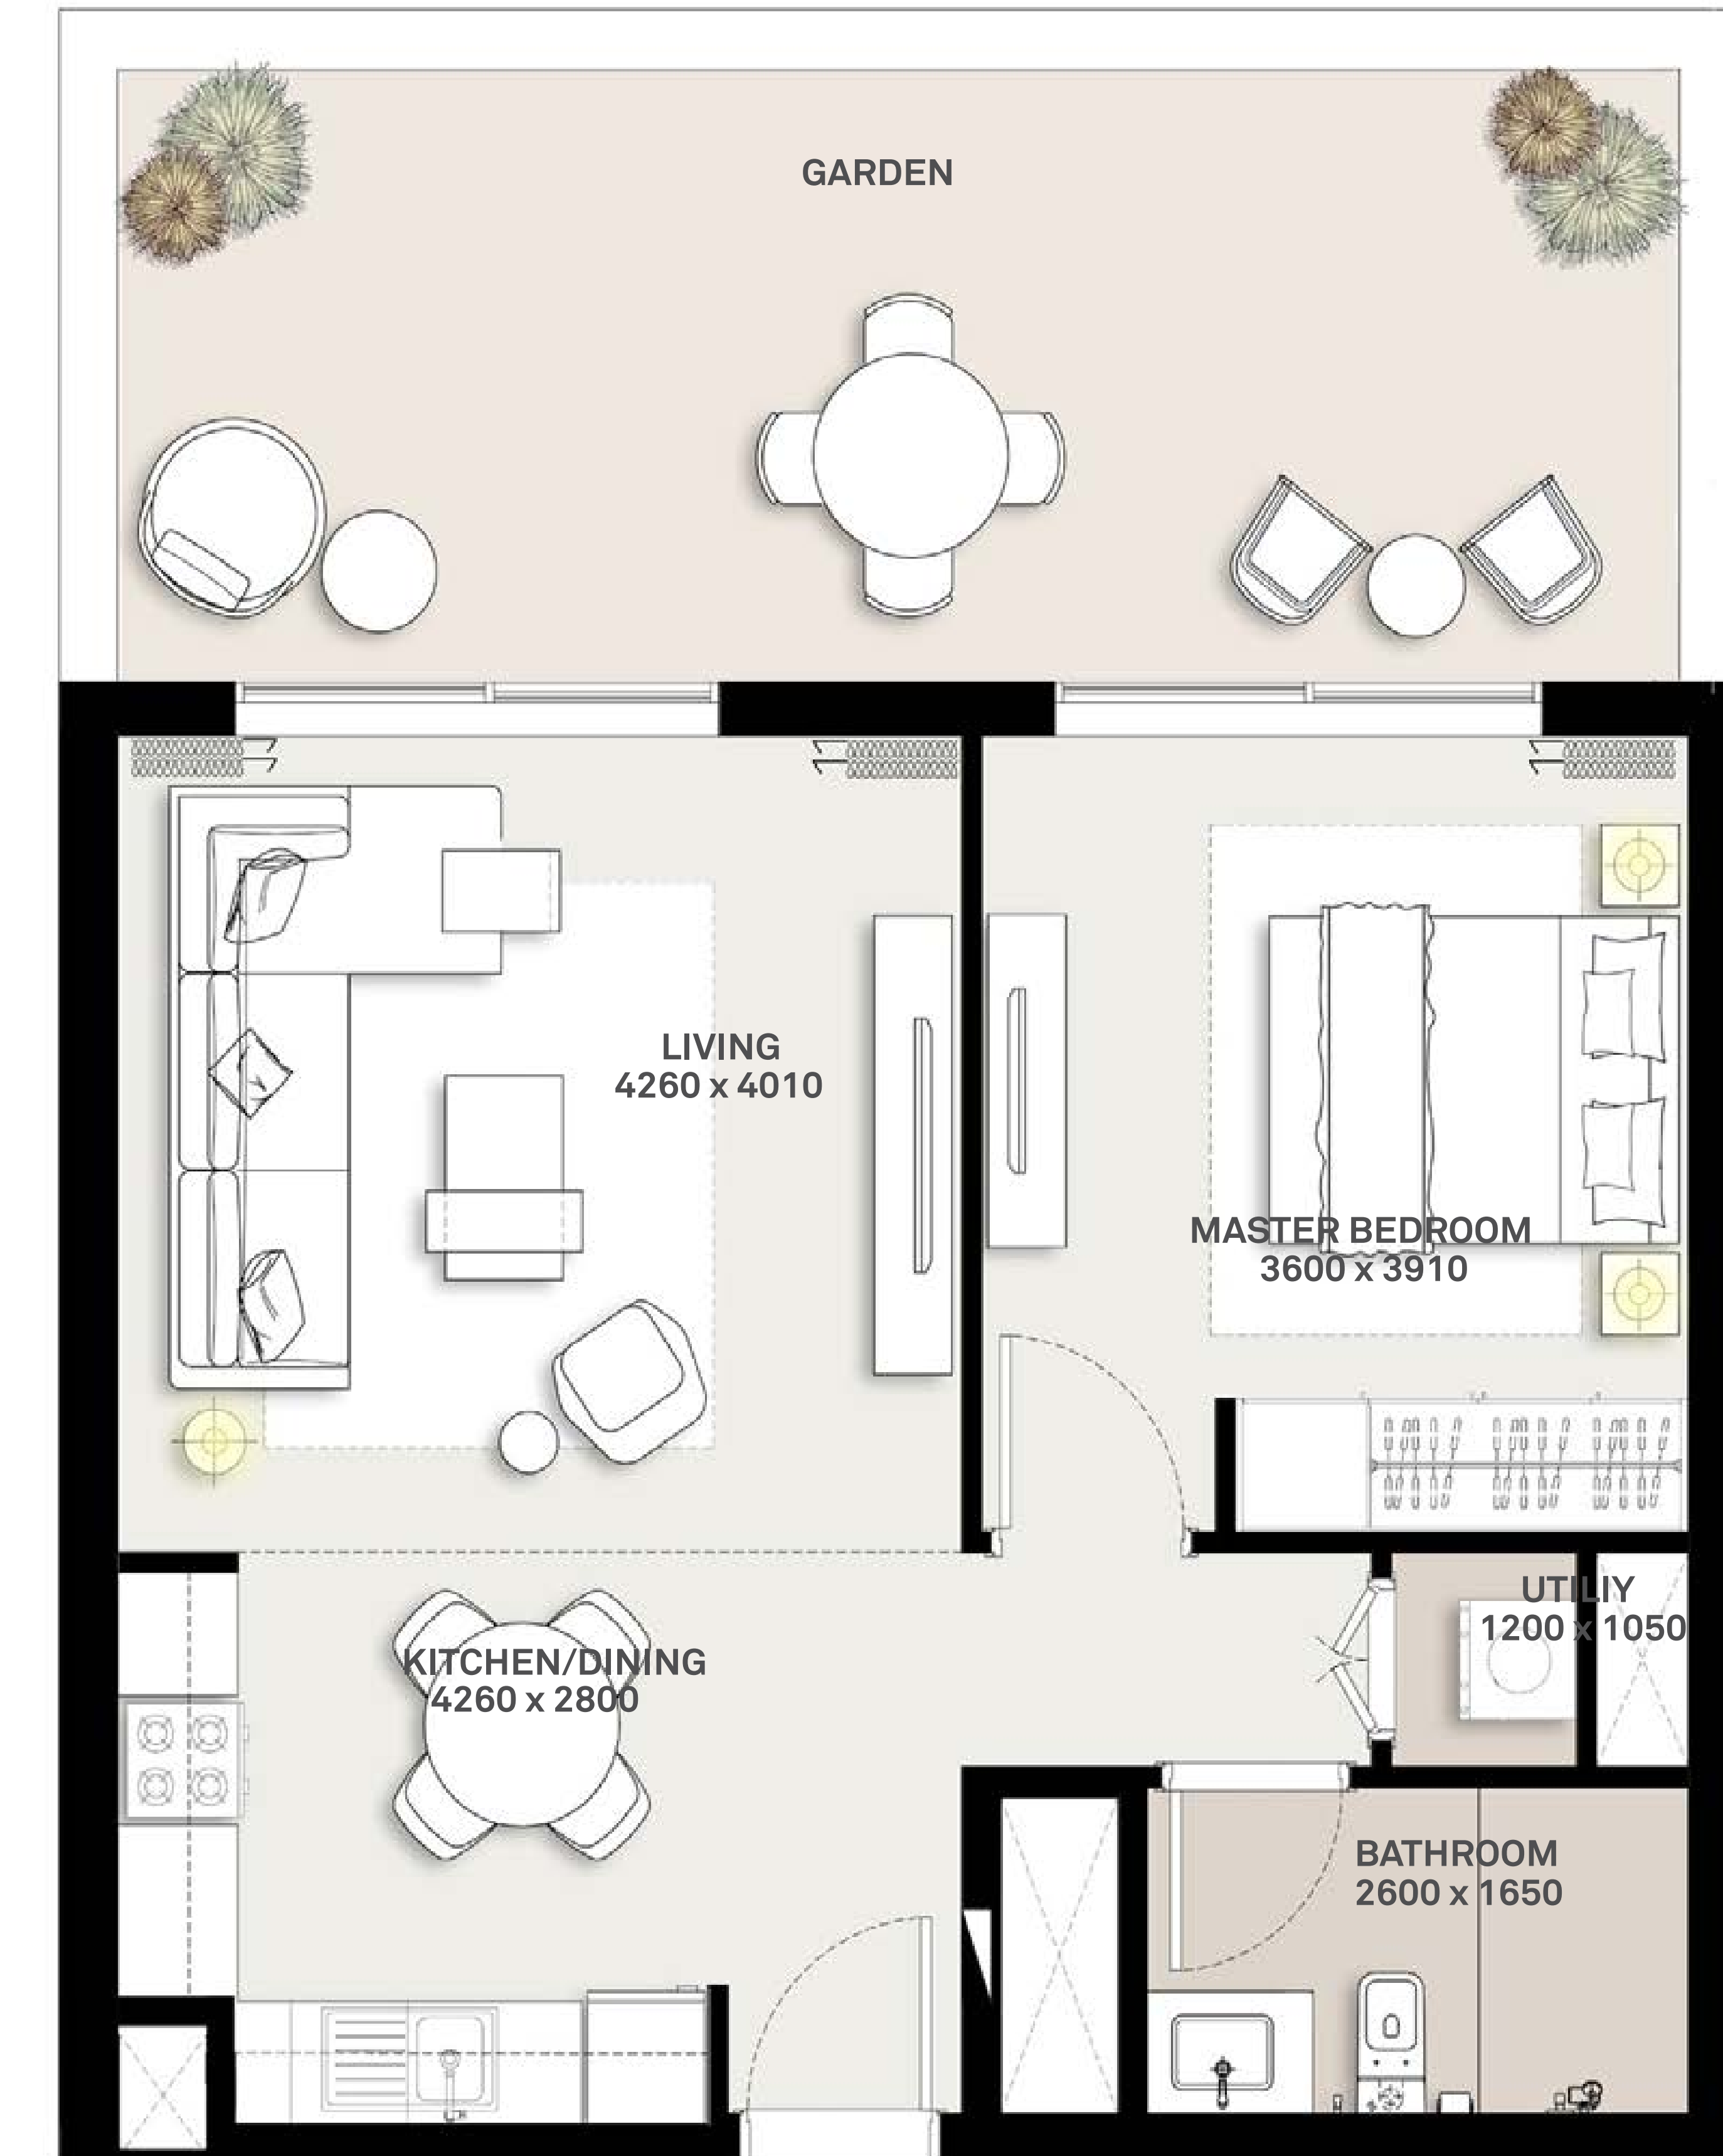 GARDEN
LIVING
4260 x 4010
MASTER BEDROOM
3600 x 3910
UTILIY
1200 x 1050
KITCHEN/DINING
4260 x 2800
BATHROOM
2600 x 1650